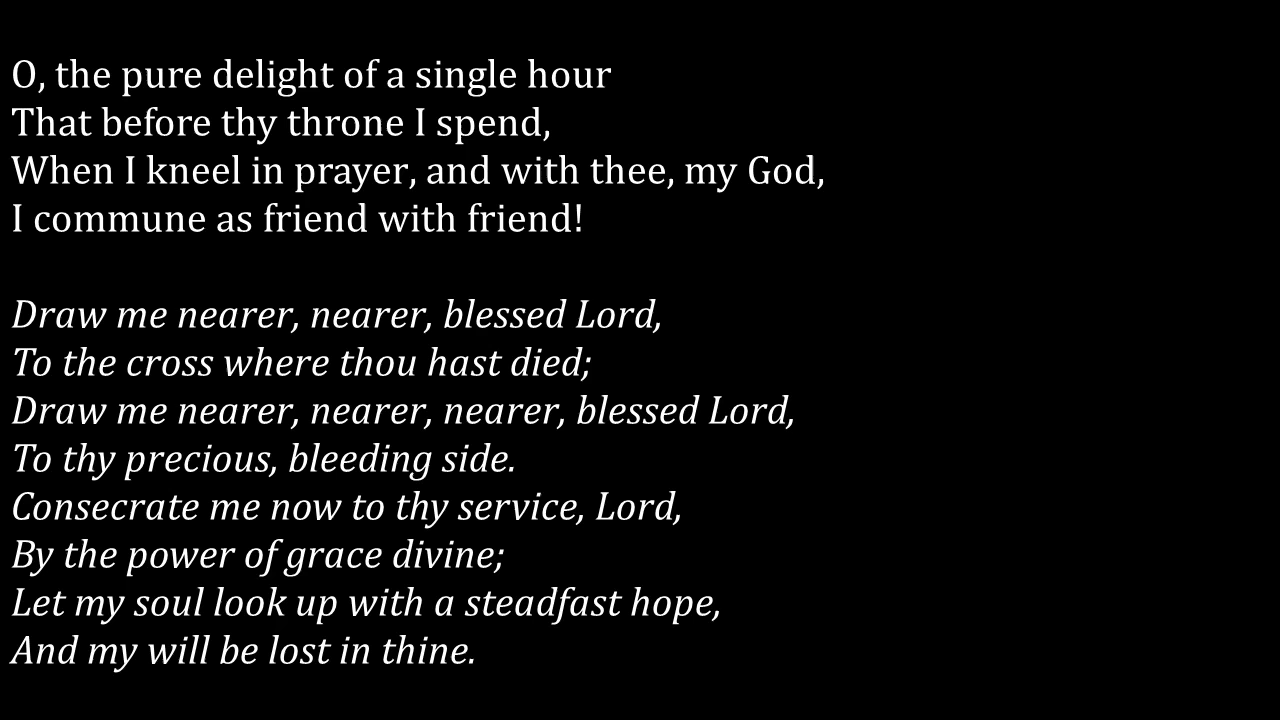 O, the pure delight of a single hour
That before thy throne I spend,
When I kneel in prayer, and with thee, my God,
I commune as friend with friend!
Draw me nearer, nearer, blessed Lord,
To the cross where thou hast died;
Draw me nearer, nearer, nearer, blessed Lord,
To thy precious, bleeding side.
Consecrate me now to thy service, Lord,
By the power of grace divine;
Let my soul look up with a steadfast hope,
And my will be lost in thine.